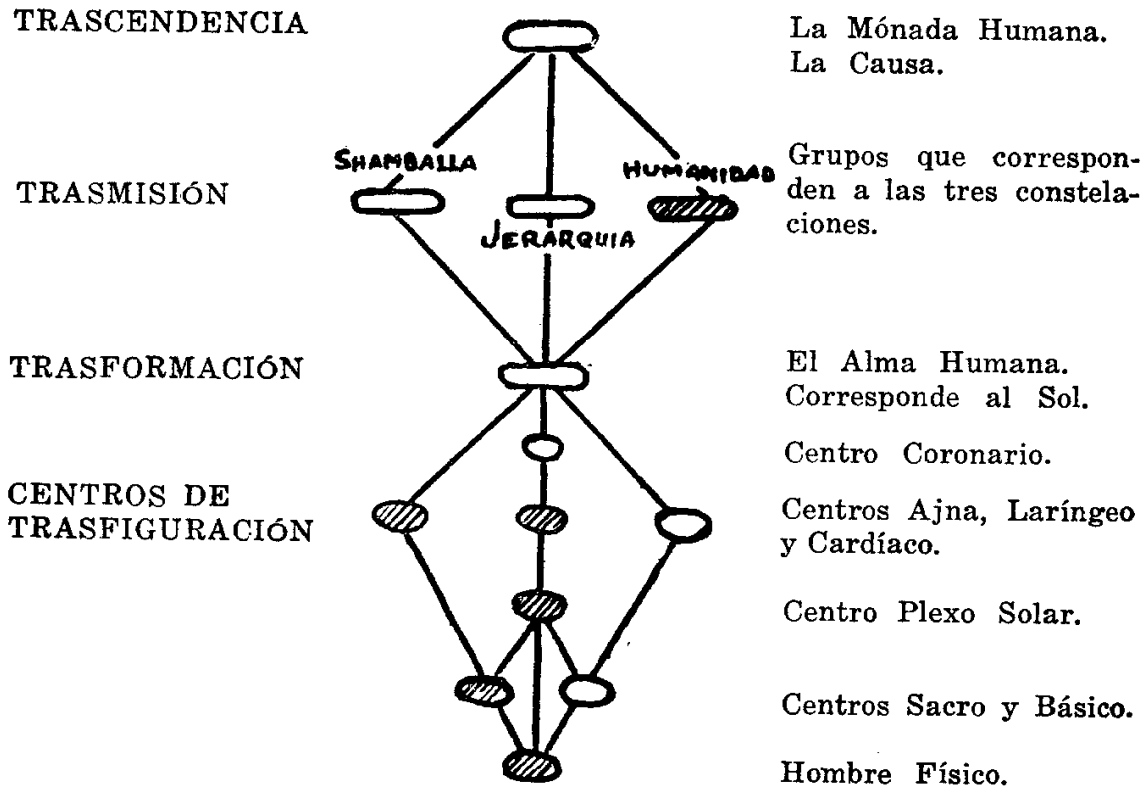 TRASCENDENCIA
La Mónada Humana.
La Causa.
SHAMBALLA
HUMANIDAD
TRASMISIÓN
JERARQUIA
Grupos que correspon-
den a las tres constela-
ciones.
TRASFORMACIÓN
El Alma Humana.
Corresponde al Sol.
Centro Coronario.
CENTROS DE
TRASFIGURACIÓN
Centros Ajna, Laríngeo
y Cardíaco.
Centro Plexo Solar.
Centros Sacro y Básico.
Hombre Físico.